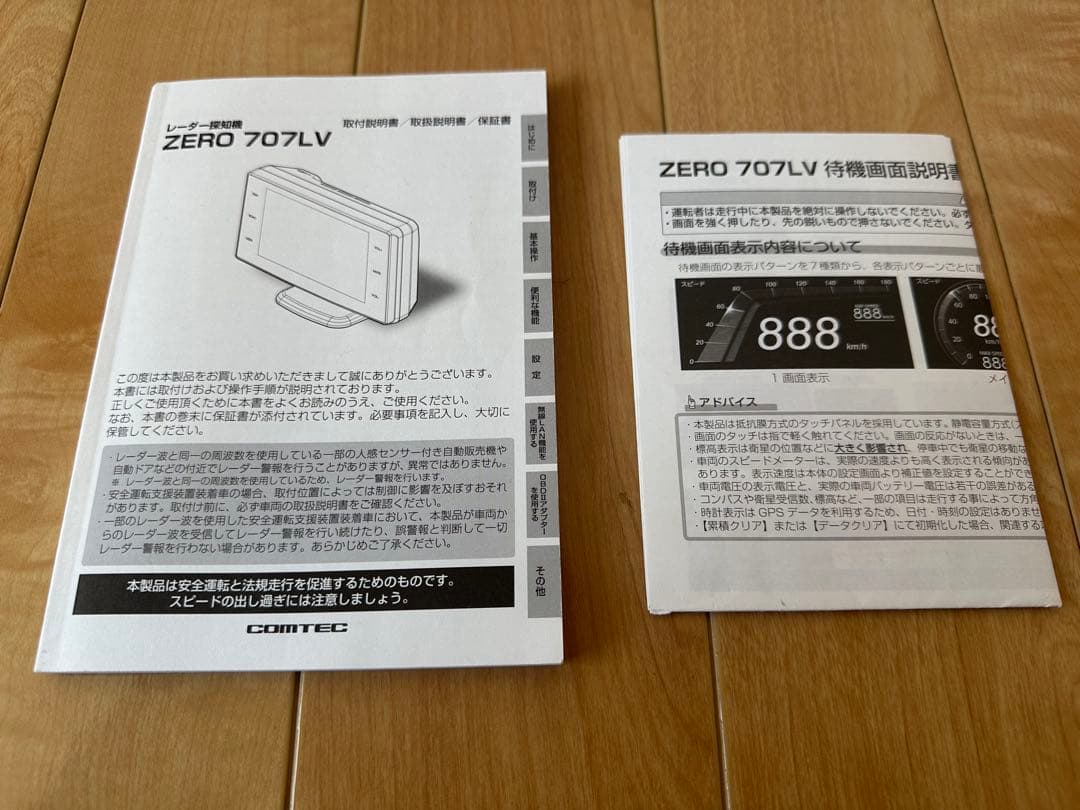 レーダー探知機
ZERO 707LV
取付説明書/取扱説明書/保証書
はじめに
取付け
基本操作
便利な機能
設定
無線LAN機能を
使用する
OBDⅡアダプターを使用する
その他
この度は本製品をお買い求めいただきまして誠にありがとうございます。
本書には取付けおよび操作手順が説明されております。
正しくご使用頂くために本書をよくお読みのうえ、ご使用ください。
なお、本書の巻末に保証書が添付されています。必要事項を記入し、大切に
保管してください。
・レーダー波と同一の周波数を使用している一部の人感センサー付き自動販売機や
自動ドアなどの付近でレーダー警報を行うことがありますが、異常ではありません。
※ レーダー波と同一の周波数を使用しているため、レーダー警報を行います。
・安全運転支援装置装着車の場合、取付位置によっては制御に影響を及ぼすおそれ
があります。取付け前に、必ず車両の取扱説明書をご確認ください。
・一部のレーダー波を使用した安全運転支援装置装着車において、本製品が車両か
らのレーダー波を受信してレーダー警報を行い続けたり、誤警報と判断して一切
レーダー警報を行わない場合があります。あらかじめご了承ください。
本製品は安全運転と法規走行を促進するためのものです。
スピードの出し過ぎには注意しましょう。
COMTEC
ZERO 707LV 待機画面説明書
・運転者は走行中に本製品を絶対に操作しないでください。必ず
・画面を強く押したり、先の鋭いもので押さないでください。タ
待機画面表示内容について
待機画面の表示パターンを7種類から、各表示パターンごとに
スピード
0 20 40 60 80 100 120 140 160 180
888 km/h
888
1 画面表示
スピード
888
km/h
888
メイ
アドバイス
・本製品は抵抗膜方式のタッチパネルを採用しています。静電容量方式(ス
・画面のタッチは指で軽く触れてください。画面の反応がないときは、一
・標高表示は衛星の位置などに大きく影響され、停車中でも衛星の移動な
・車両のスピードメーターは、実際の速度よりも高く表示される傾向があ
ます。表示速度は本体の設定画面より補正値を設定することができ
・車両電圧の表示電圧と、実際の車両バッテリー電圧は若干の誤差がある
・コンパスや衛星受信数、標高など、一部の項目は走行する事によって方角
・時計表示は GPS データを利用するため、日付・時刻の設定はありませ
・【累積クリア】または【データクリア】にて初期化した場合、関連する